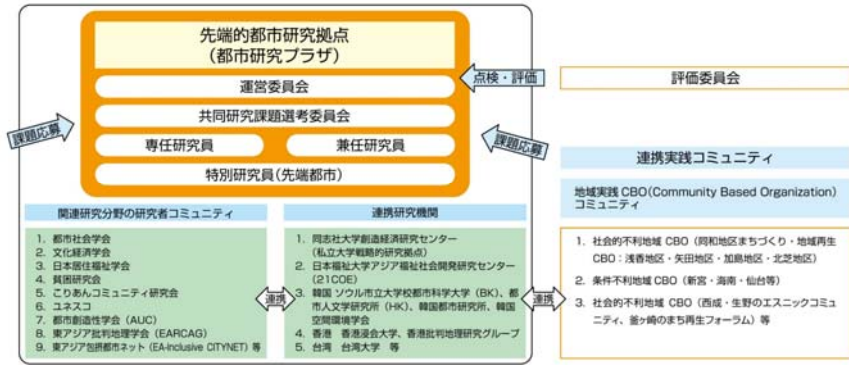 先端的都市研究拠点
(都市研究プラザ)
運営委員会
共同研究課題選考委員会
専任研究員
兼任研究員
特別研究員(先端都市)
課題応募
課題応募
点検・評価
評価委員会
連携実践コミュニティ
地域実践 CBO(Community Based Organization)
コミュニティ
関連研究分野の研究者コミュニティ
1. 都市社会学会
2. 文化経済学会
3. 日本居住福祉学会
4. 貧困研究会
5. こりあんコミュニティ研究会
6. ユネスコ
7. 都市創造性学会(AUC)
8. 東アジア批判地理学会(EARCAG)
9. 東アジア包摂都市ネット(EA-Inclusive CITYNET)等
連携
連携研究機関
1. 同志社大学創造経済研究センター
(私立大学戦略的研究拠点)
2. 日本福祉大学アジア福祉社会開発研究センター
(21COE)
3. 韓国 ソウル市立大学校都市科学大学(BK)、都
市人文学研究所(HK)、韓国都市研究所、韓国
空間環境学会
4. 香港 香港浸会大学、香港批判地理研究グループ
5. 台湾 台湾大学 等
連携
1. 社会的不利地域 CBO(同和地区まちづくり・地域再生
CBO:浅香地区・矢田地区・加島地区・北芝地区)
2. 条件不利地域 CBO(新宮・海南・仙台等)
3. 社会的不利地域 CBO(西成・生野のエスニックコミュ
ニティ、釜ヶ崎のまち再生フォーラム)等